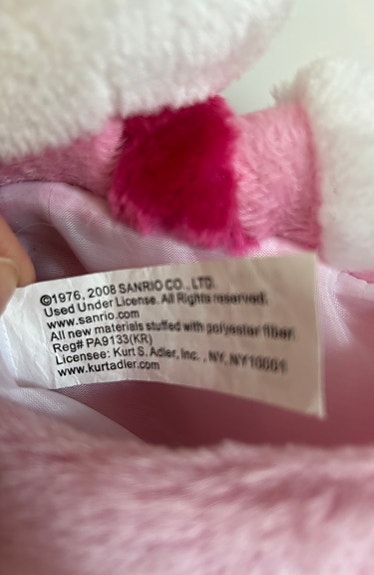 ©1976, 2008 SANRIO CO., LTD.
Used Under License. All Rights reserved.
www.sanrio.com
All new materials stuffed with polyester fiber.
Reg# PA9133(KR)
Licensee: Kurt S. Adler, Inc. , NY, NY10001
www.kurtadler.com